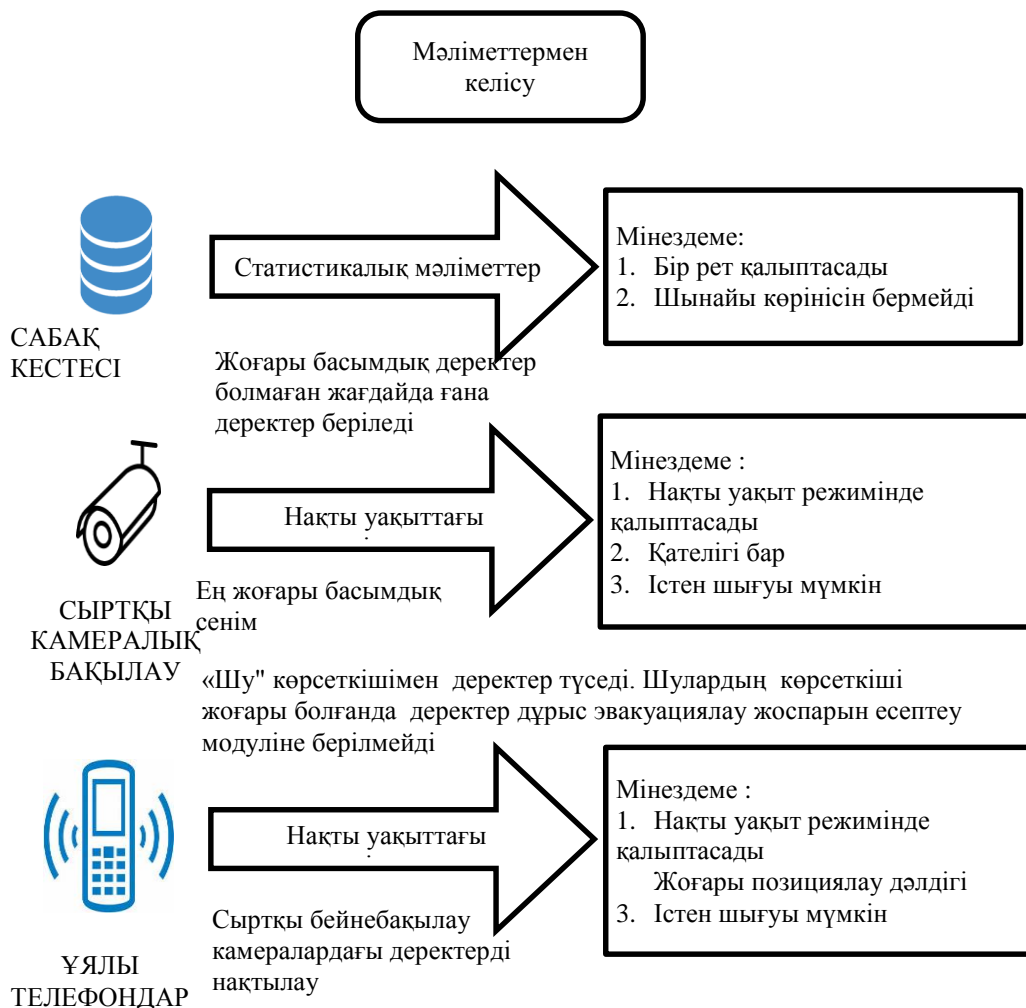 Мәліметтермен
келісу
Статистикалық мәліметтер
Мінездеме:
1. Бір рет қалыптасады
2. Шынайы көрінісін бермейді
САБАҚ
КЕСТЕСІ
Жоғары басымдық деректер
болмаған жағдайда ғана
деректер беріледі
Нақты уақыттағы
Мінездеме :
1. Нақты уақыт режимінде
қалыптасады
2. Қателігі бар
3. Істен шығуы мүмкін
Ең жоғары басымдық
сенім
СЫРТҚЫ
КАМЕРАЛЫҚ
БАҚЫЛАУ
«Шу" көрсеткішімен деректер түседі. Шулардың көрсеткіші
жоғары болғанда деректер дұрыс эвакуациялау жоспарын есептеу
модуліне берілмейді
Нақты уақыттағы
Мінездеме :
1. Нақты уақыт режимінде
қалыптасады
Жоғары позициялау дәлдігі
3. Істен шығуы мүмкін
Сыртқы бейнебақылау
камералардағы деректерді
нақтылау
ҰЯЛЫ
ТЕЛЕФОНДАР